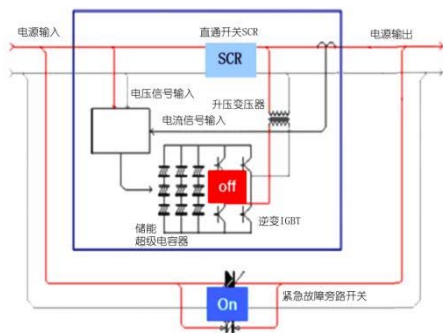 直通开关SCR
电源输入
电源输出
SCR
电压信号输入
升压变压器
电流信号输入
off
储能
超级电容器
逆变IGBT
On
紧急故障旁路开关